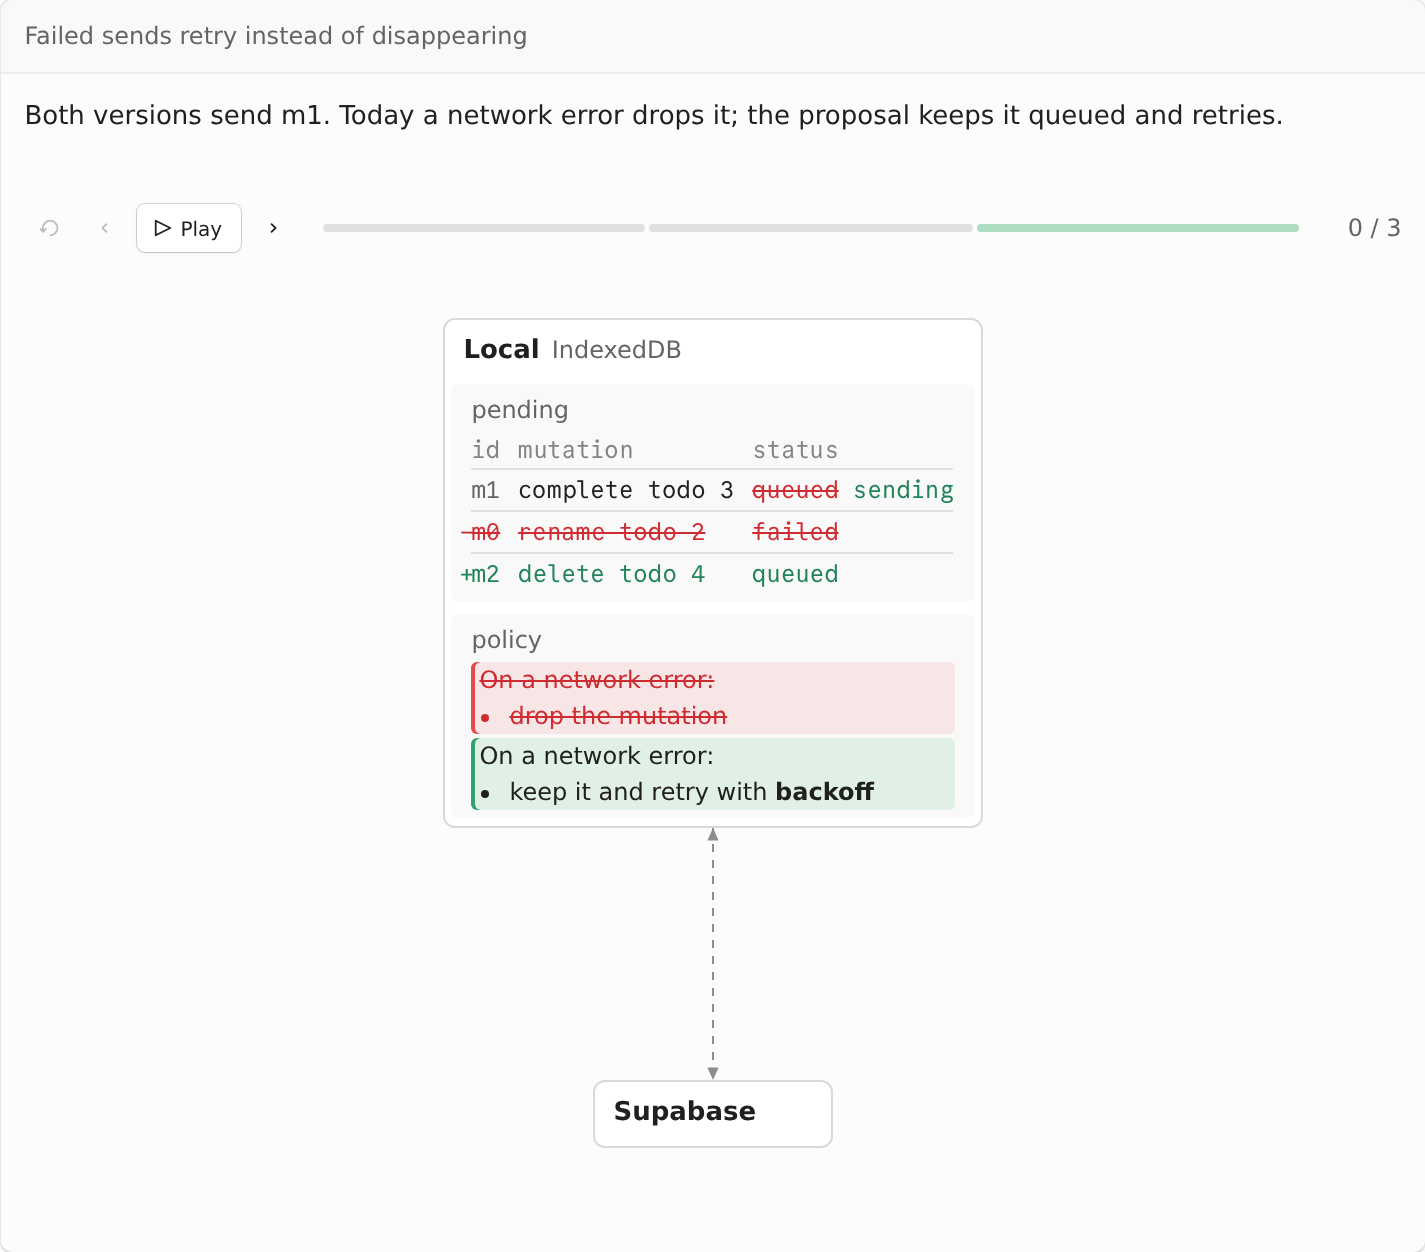 Failed sends retry instead of disappearing
Both versions send m1. Today a network error drops it; the proposal keeps it queued and retries.
Play
0 / 3
Local IndexedDB
pending
id mutation status
m1 complete todo 3 queued sending
-m0 rename todo 2 failed
+m2 delete todo 4 queued
policy
On a network error:
• drop the mutation
On a network error:
• keep it and retry with backoff
Supabase